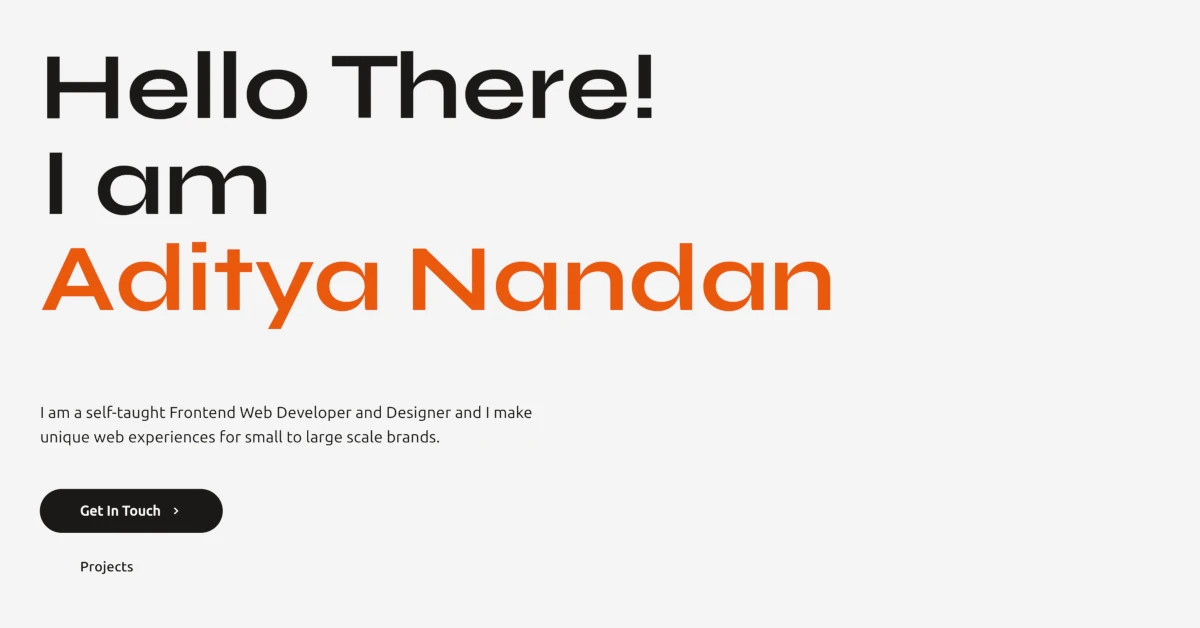 Hello There!
I am
Aditya Nandan
I am a self-taught Frontend Web Developer and Designer and I make
unique web experiences for small to large scale brands.
Get In Touch
Projects